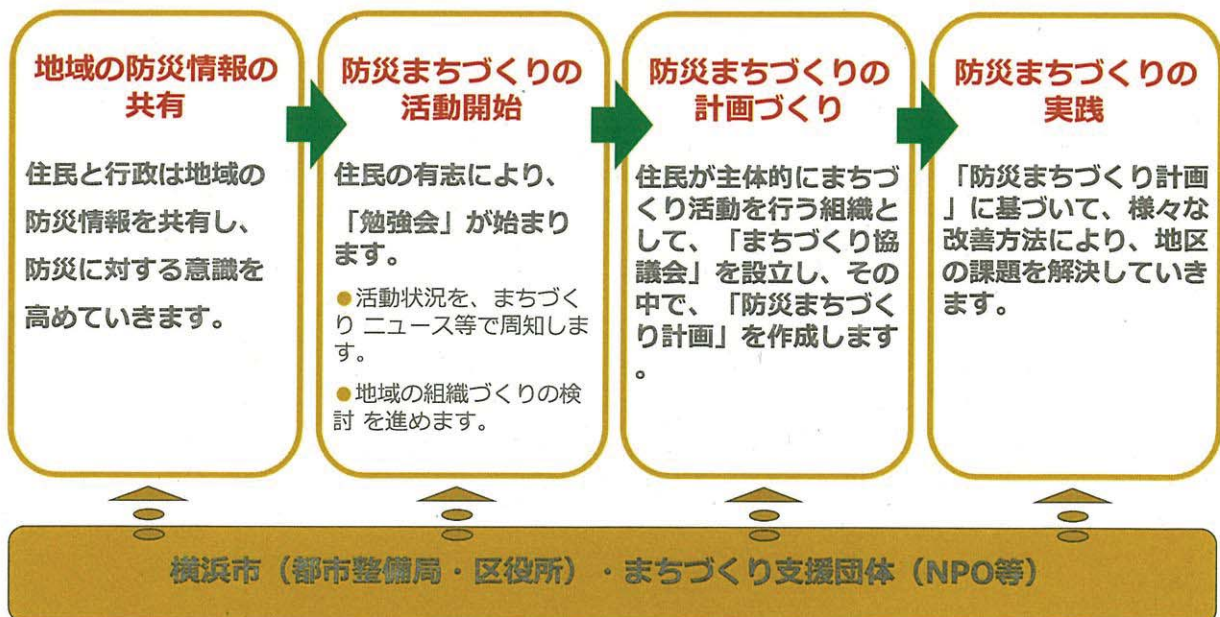 地域の防災情報の
共有
住民と行政は地域の
防災情報を共有し、
防災に対する意識を
高めていきます。
防災まちづくりの
活動開始
住民の有志により、
「勉強会」が始まり
ます。
●活動状況を、まちづく
り ニュース等で周知しま
す。
●地域の組織づくりの検
討 を進めます。
防災まちづくりの
計画づくり
住民が主体的にまちづ
くり活動を行う組織と
して、「まちづくり協
議会」を設立し、その
中で、「防災まちづく
り計画」を作成します
。
防災まちづくりの
実践
「防災まちづくり計画
」に基づいて、様々な
改善方法により、地区
の課題を解決していき
ます。
横浜市（都市整備局・区役所）・まちづくり支援団体（NPO等）